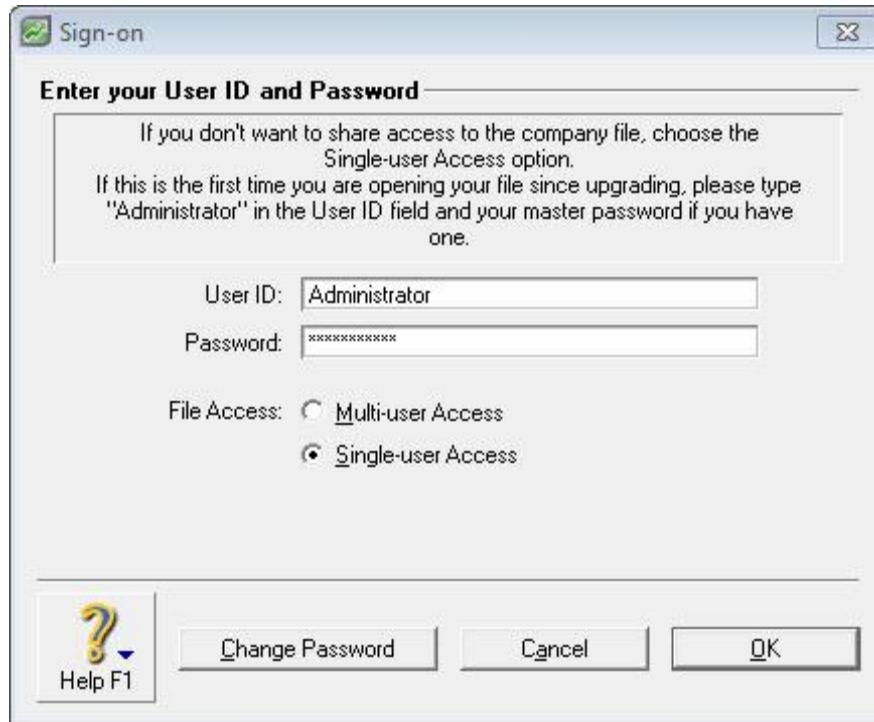 Sign-on
Enter your User ID and Password
If you don't want to share access to the company file, choose the
Single-user Access option.
If this is the first time you are opening your file since upgrading, please type
"Administrator" in the User ID field and your master password if you have
one.
User ID: Administrator
Password: ***********
File Access: Multi-user Access
Single-user Access
Help F1
Change Password Cancel OK